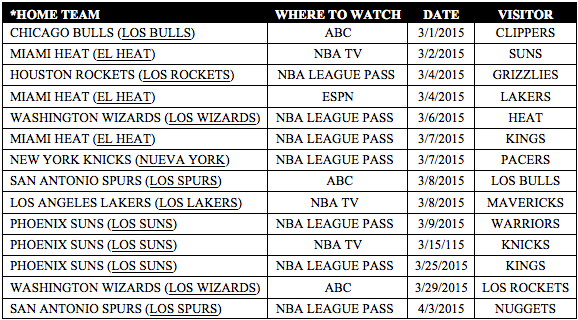 *HOME TEAM WHERE TO WATCH DATE VISITOR
CHICAGO BULLS (LOS BULLS) ABC 3/1/2015 CLIPPERS
MIAMI HEAT (EL HEAT) NBA TV 3/2/2015 SUNS
HOUSTON ROCKETS (LOS ROCKETS) NBA LEAGUE PASS 3/4/2015 GRIZZLIES
MIAMI HEAT (EL HEAT) ESPN 3/4/2015 LAKERS
WASHINGTON WIZARDS (LOS WIZARDS) NBA LEAGUE PASS 3/6/2015 HEAT
MIAMI HEAT (EL HEAT) NBA LEAGUE PASS 3/7/2015 KINGS
NEW YORK KNICKS (NUEVA YORK) NBA LEAGUE PASS 3/7/2015 PACERS
SAN ANTONIO SPURS (LOS SPURS) ABC 3/8/2015 LOS BULLS
LOS ANGELES LAKERS (LOS LAKERS) NBA TV 3/8/2015 MAVERICKS
PHOENIX SUNS (LOS SUNS) NBA LEAGUE PASS 3/9/2015 WARRIORS
PHOENIX SUNS (LOS SUNS) NBA TV 3/15/115 KNICKS
PHOENIX SUNS (LOS SUNS) NBA LEAGUE PASS 3/25/2015 KINGS
WASHINGTON WIZARDS (LOS WIZARDS) ABC 3/29/2015 LOS ROCKETS
SAN ANTONIO SPURS (LOS SPURS) NBA LEAGUE PASS 4/3/2015 NUGGETS